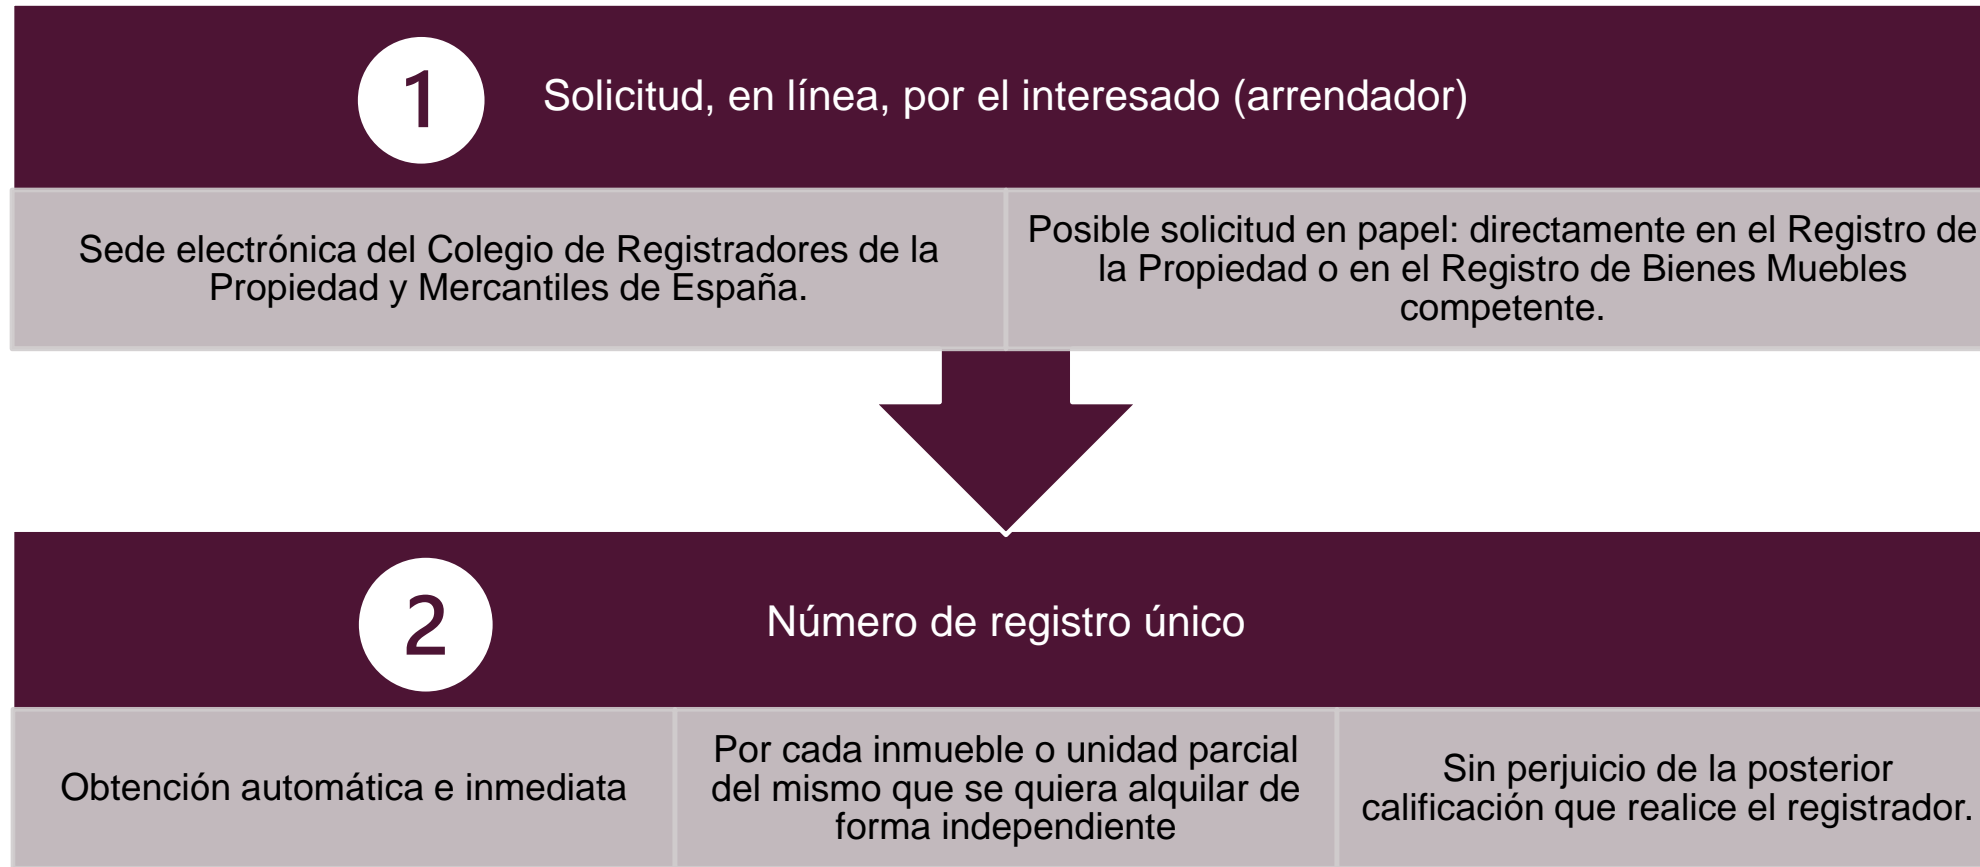 1
Solicitud, en línea, por el interesado (arrendador)
Sede electrónica del Colegio de Registradores de la
Propiedad y Mercantiles de España.
Posible solicitud en papel: directamente en el Registro de
la Propiedad o en el Registro de Bienes Muebles
competente.
2
Número de registro único
Obtención automática e inmediata
Por cada inmueble o unidad parcial
del mismo que se quiera alquilar de
forma independiente
Sin perjuicio de la posterior
calificación que realice el registrador.